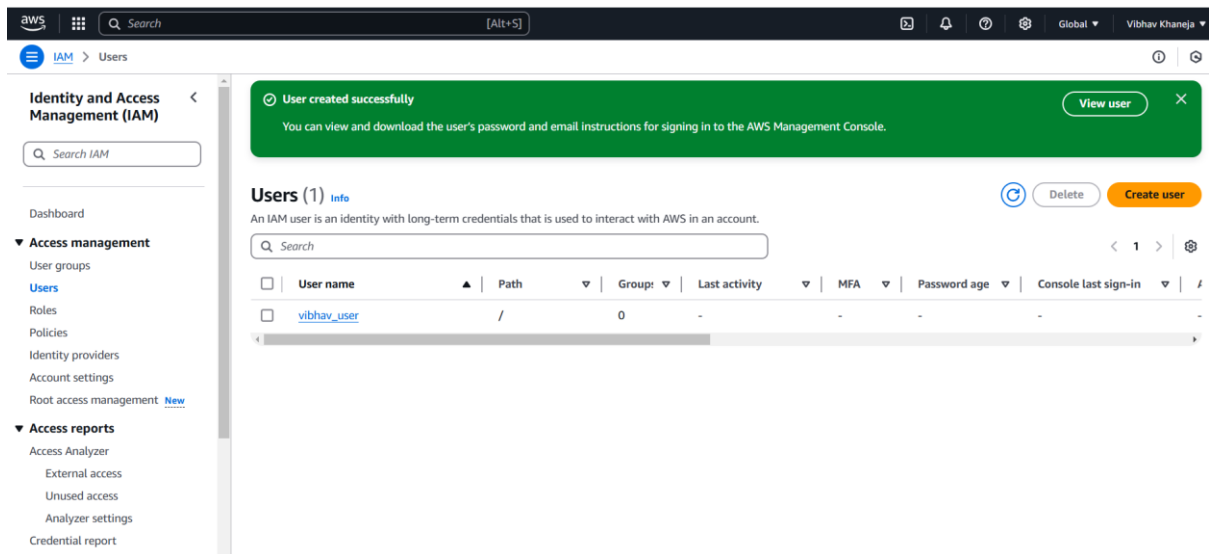 aws
Search [Alt+S] Global Vibhav Khaneja
IAM > Users
Identity and Access
Management (IAM)
Search IAM
Dashboard
Access management
User groups
Users
Roles
Policies
Identity providers
Account settings
Root access management New
Access reports
Access Analyzer
External access
Unused access
Analyzer settings
Credential report
User created successfully
View user
You can view and download the user's password and email instructions for signing in to the AWS Management Console.
Users (1) Info
Delete Create user
An IAM user is an identity with long-term credentials that is used to interact with AWS in an account.
Search
1
User name Path Group Last activity MFA Password age Console last sign-in
vibhav_user / 0 - - - - -